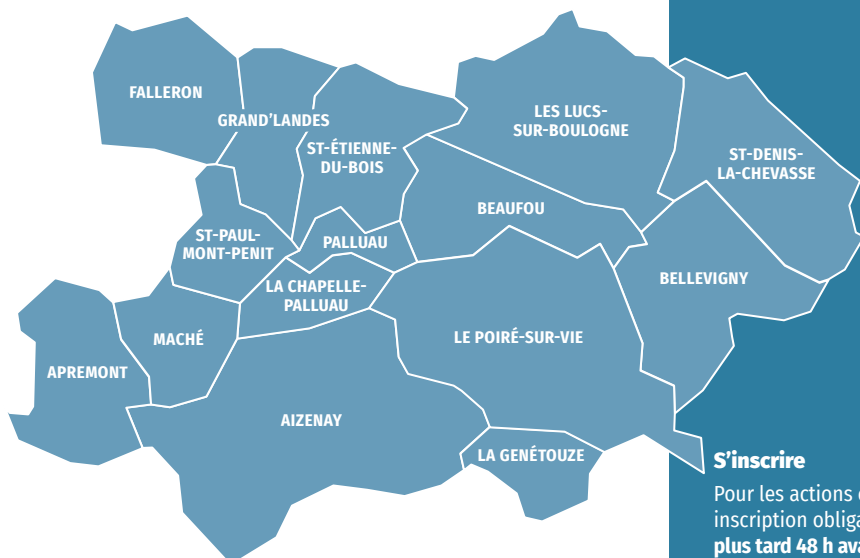 FALLERON
GRAND'LANDES
ST-ÉTIENNE-
DU-BOIS
LES LUCS-
SUR-BOULOGNE
ST-DENIS-
LA-CHEVASSE
BEAUFOU
ST-PAUL-
MONT-PENIT
PALLUAU
BELLEVIGNY
LA CHAPELLE-
PALLUAU
MACHÉ
LE POIRÉ-SUR-VIE
APREMONT
AIZENAY
LA GENÉTOUZE
S'inscrire
Pour les actions
inscription
plus tard 48 h